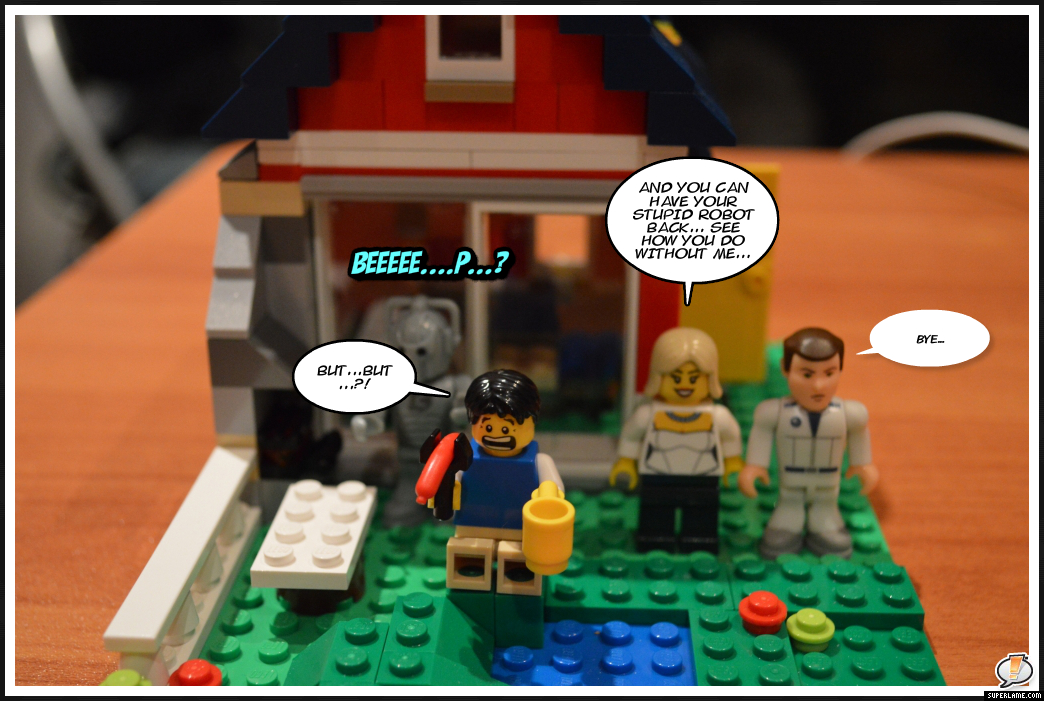 AND YOU CAN
HAVE YOUR
STUPID ROBOT
BACK... SEE
HOW YOU DO
WITHOUT ME...
BEEEEE....P...?
BYE...
BUT...BUT
...?!
SUPERLAME.COM